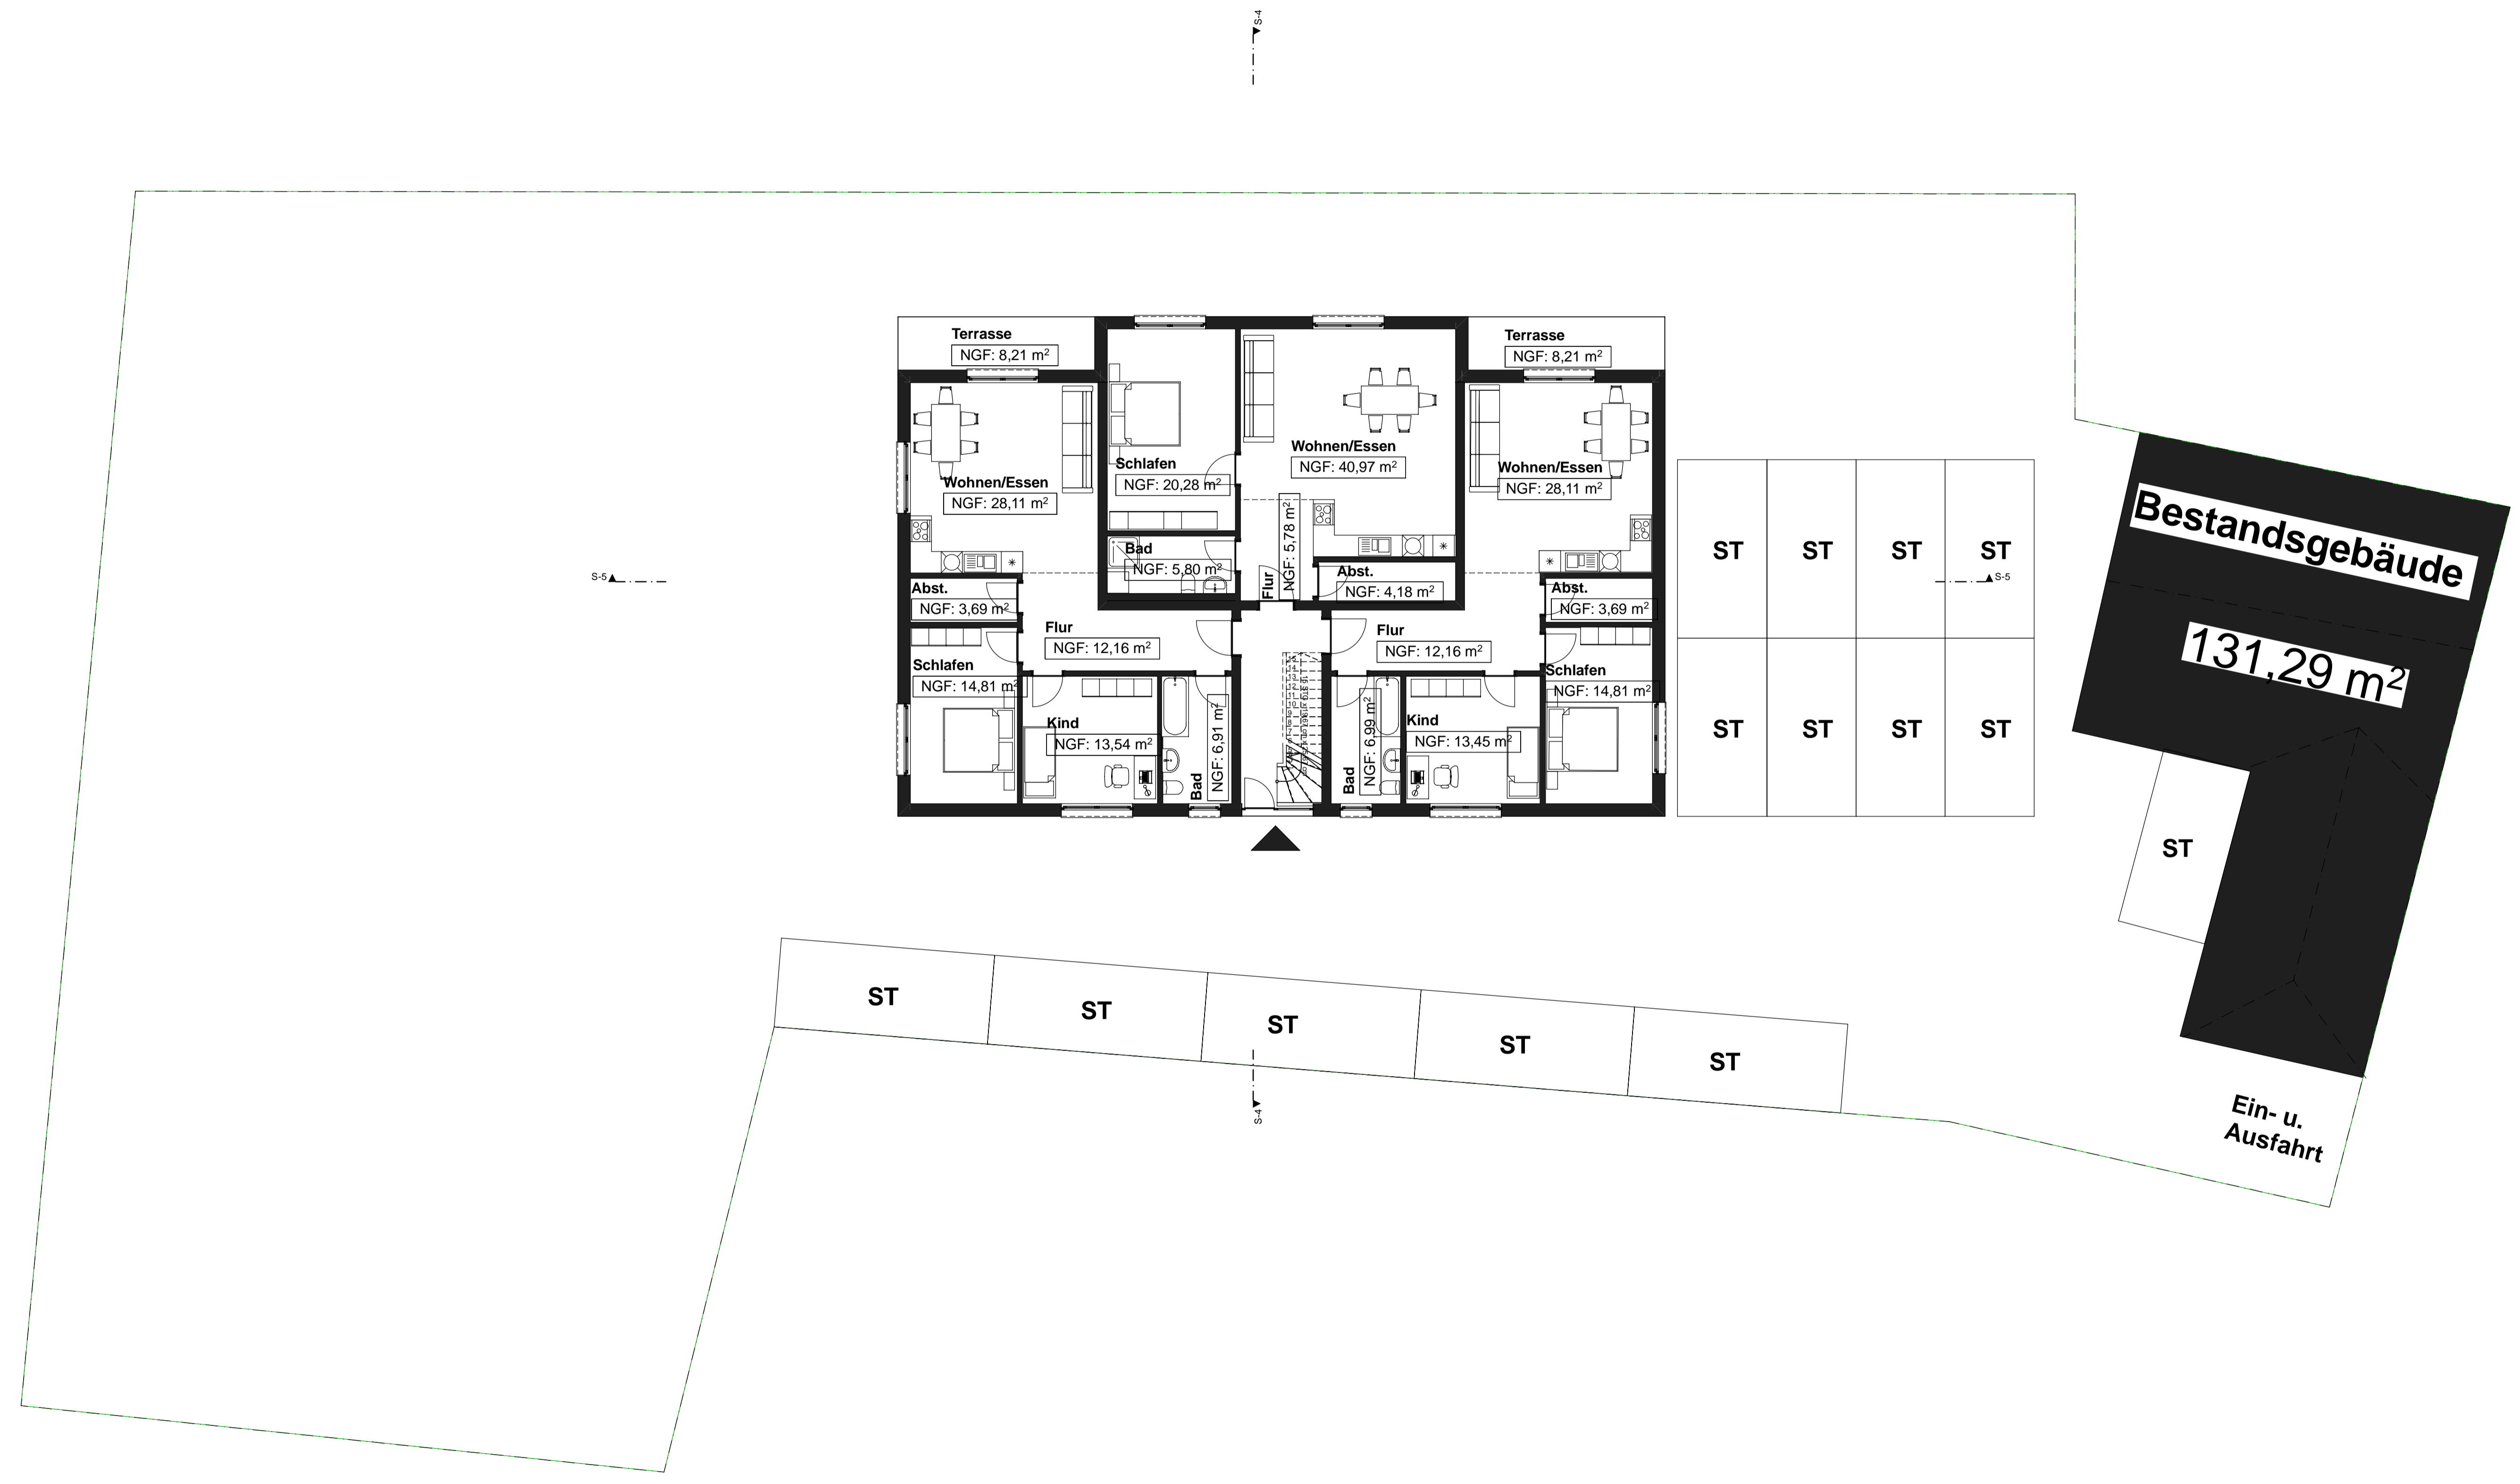 S-4
Terrasse
NGF: 8,21 m²
Terrasse
NGF: 8,21 m²
Wohnen/Essen
NGF: 28,11 m²
Schlafen
NGF: 20,28 m²
Wohnen/Essen
NGF: 40,97 m²
Wohnen/Essen
NGF: 28,11 m²
Bad
NGF: 5,80 m²
Flur
NGF: 5,78 m²
Abst.
NGF: 4,18 m²
Abst.
NGF: 3,69 m²
Abst.
NGF: 3,69 m²
S-5
S-5
Flur
NGF: 12,16 m²
Flur
NGF: 12,16 m²
Schlafen
NGF: 14,81 m²
Schlafen
NGF: 14,81 m²
Kind
NGF: 13,54 m²
Bad
NGF: 6,91 m²
Bad
NGF: 6,99 m²
Kind
NGF: 13,45 m²
ST
ST
ST
ST
ST
ST
ST
ST
Bestandsgebäude
131,29 m²
ST
ST
ST
ST
ST
ST
S-4
Ein- u.
Ausfahrt